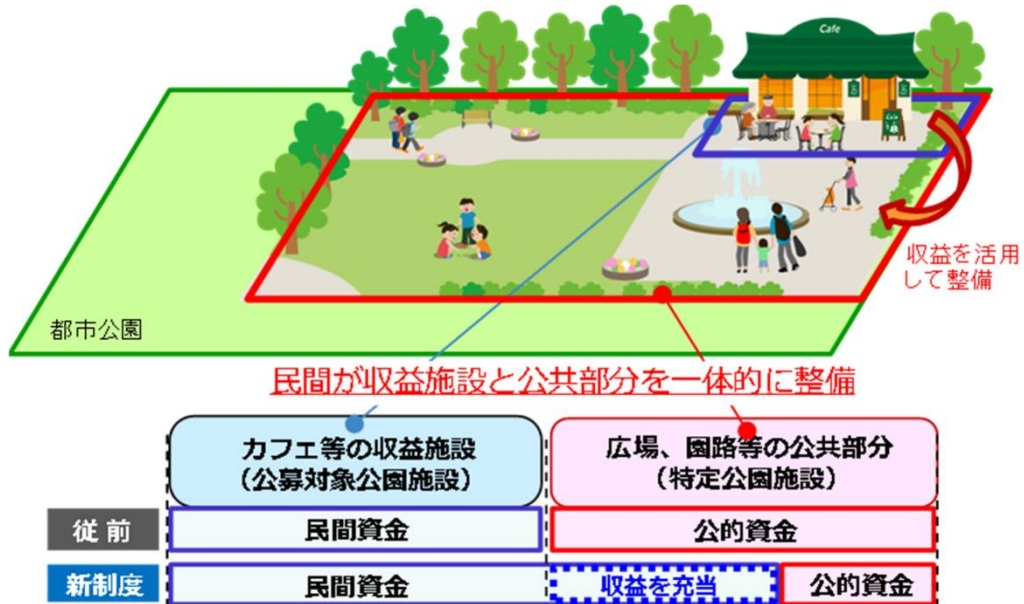 Cafe
収益を活用
して整備
都市公園
民間が収益施設と公共部分を一体的に整備
カフェ等の収益施設
（公募対象公園施設）
広場、園路等の公共部分
（特定公園施設）
従前
民間資金
公的資金
新制度
民間資金
収益を充当
公的資金